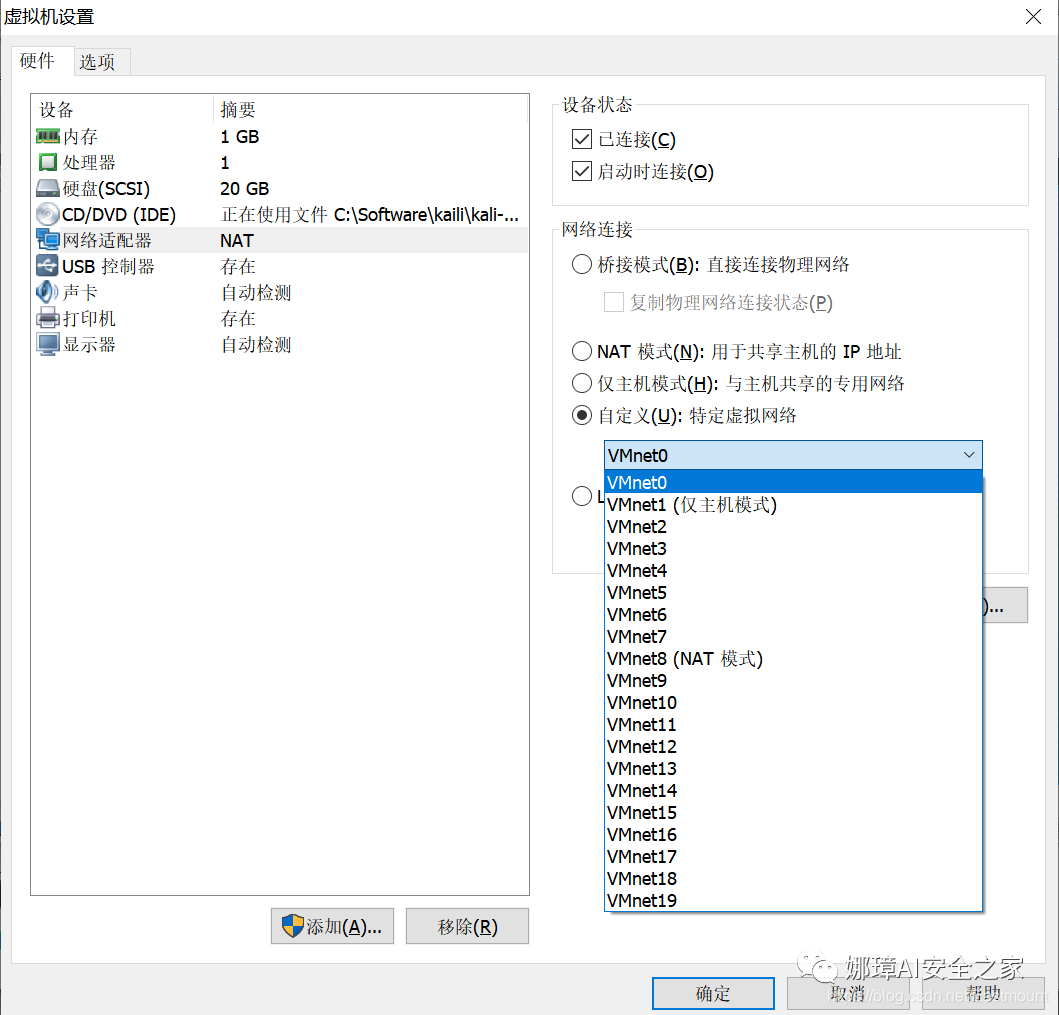 虚拟机设置
硬件 选项
设备 摘要
内存 1 GB
处理器 1
硬盘(SCSI) 20 GB
CD/DVD (IDE) 正在使用文件 C:\Software\kaili\kali-...
网络适配器 NAT
USB 控制器 存在
声卡 自动检测
打印机 存在
显示器 自动检测
添加(A)... 移除(R)
设备状态
已连接(C)
启动时连接(O)
网络连接
桥接模式(B): 直接连接物理网络
复制物理网络连接状态(P)
NAT 模式(N): 用于共享主机的 IP 地址
仅主机模式(H): 与主机共享的专用网络
自定义(U): 特定虚拟网络
VMnet0
VMnet0
VMnet1 (仅主机模式)
VMnet2
VMnet3
VMnet4
VMnet5
VMnet6
VMnet7
VMnet8 (NAT 模式)
VMnet9
VMnet10
VMnet11
VMnet12
VMnet13
VMnet14
VMnet15
VMnet16
VMnet17
VMnet18
VMnet19
)...
娜璋AI安全之家
确定 取消 帮助